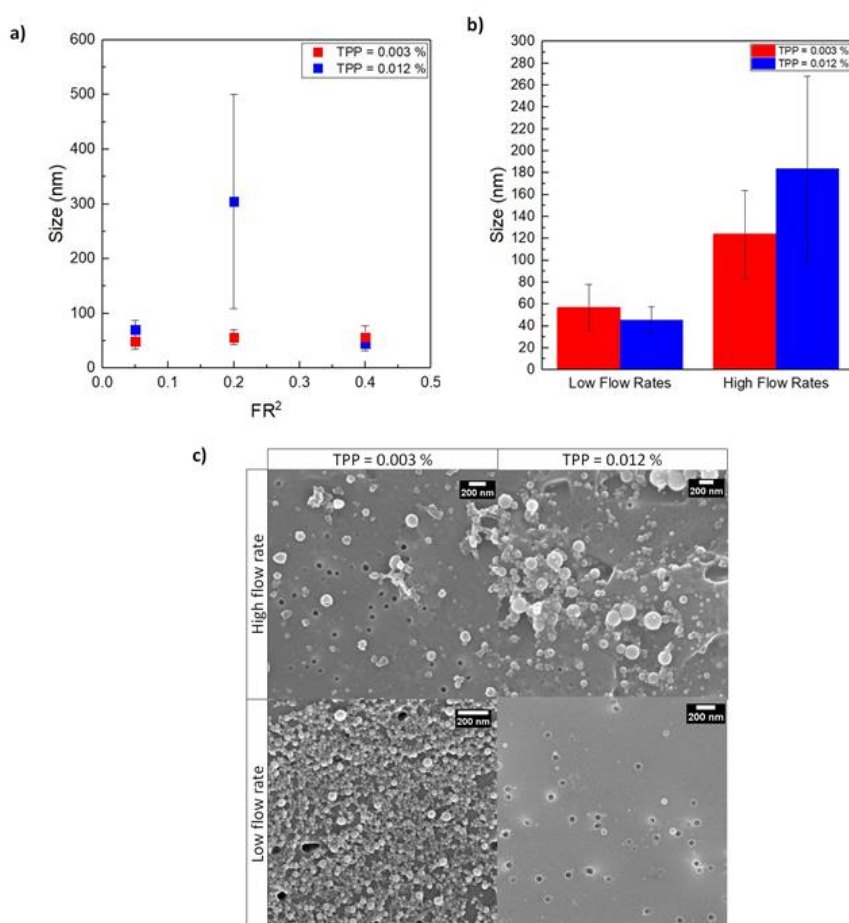 a)
600
500
400
300
200
100
0
0.0 0.1 0.2 0.3 0.4 0.5
Size (nm)
FR²
TPP = 0.003 %
TPP = 0.012 %
b)
300
280
260
240
220
200
180
160
140
120
100
80
60
40
20
0
Size (nm)
Low Flow Rates High Flow Rates
TPP = 0.003 %
TPP = 0.012 %
c)
TPP = 0.003 % TPP = 0.012 %
High flow rate
200 nm
200 nm
Low flow rate
200 nm
200 nm